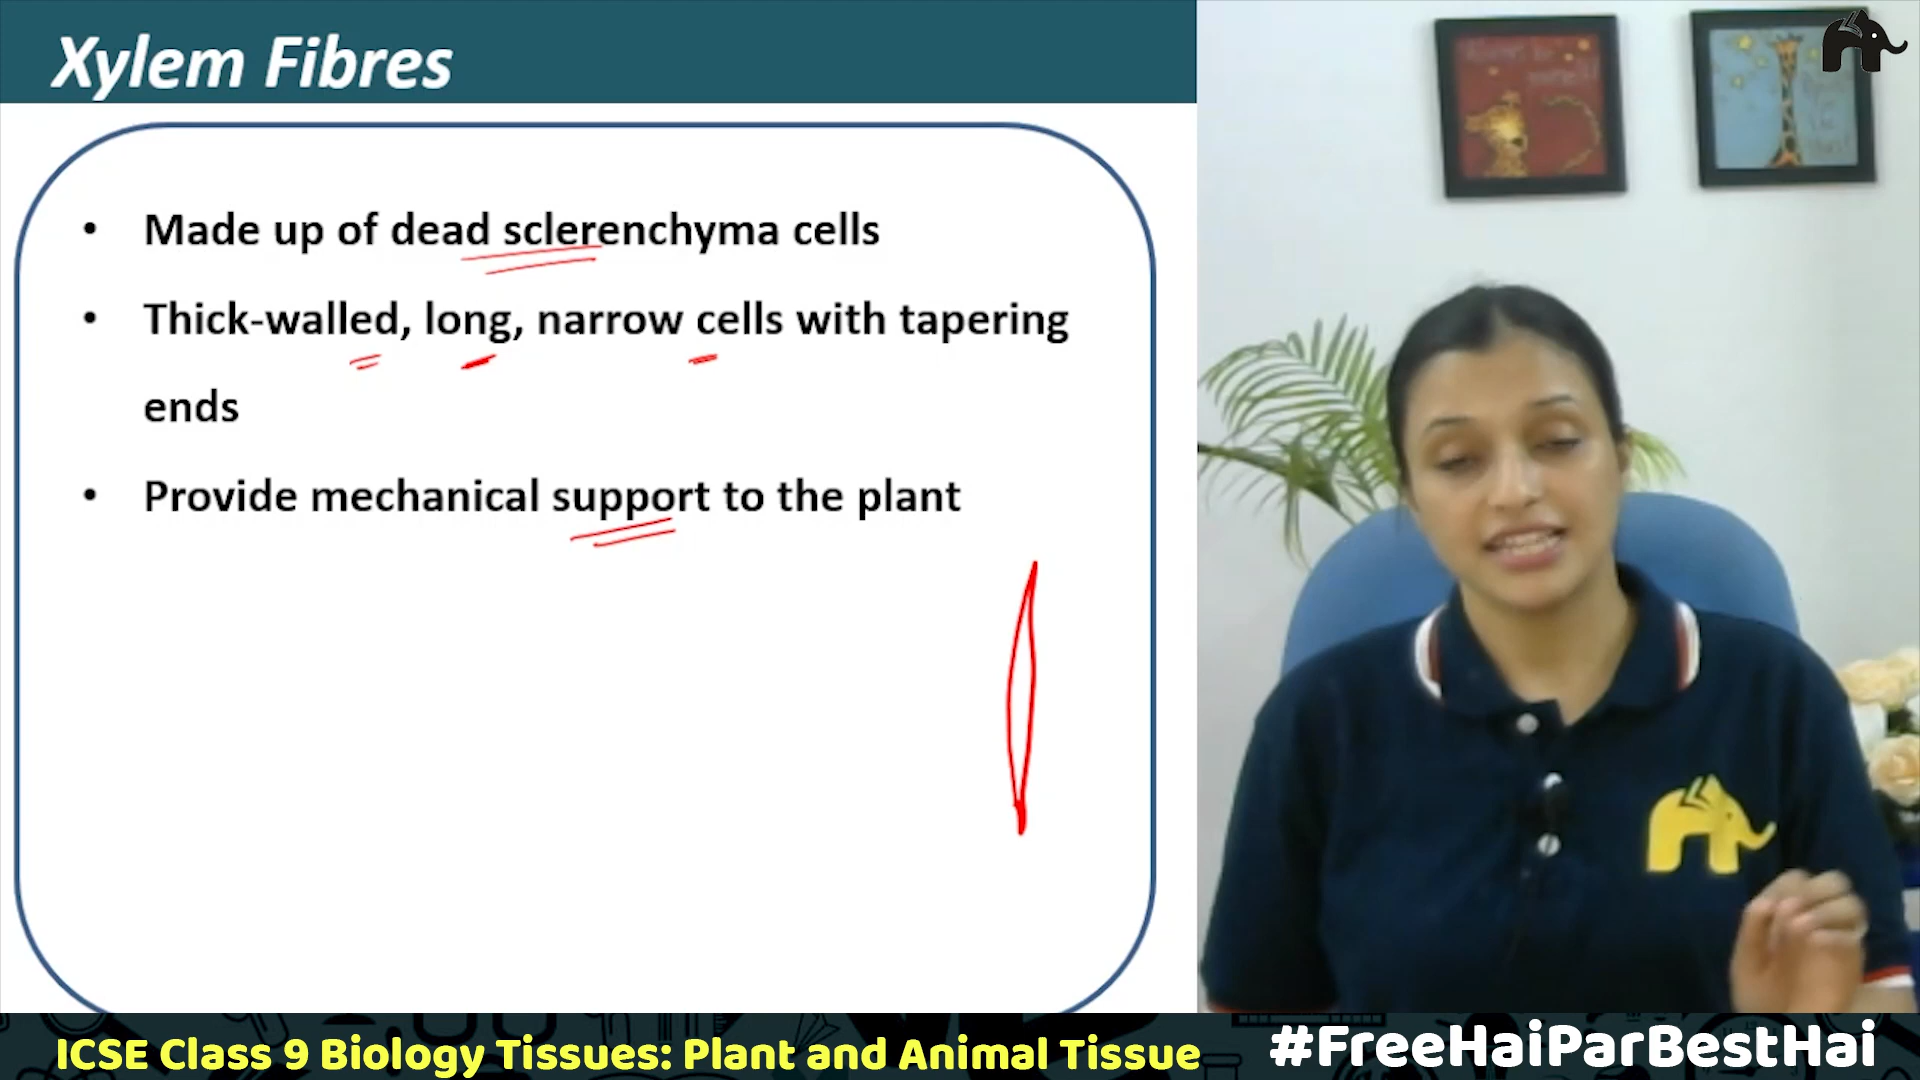 Xylem Fibres
• Made up of dead sclerenchyma cells
• Thick-walled, long, narrow cells with tapering
ends
• Provide mechanical support to the plant
ICSE Class 9 Biology Tissues: Plant and Animal Tissue
#FreeHaiParBestHai